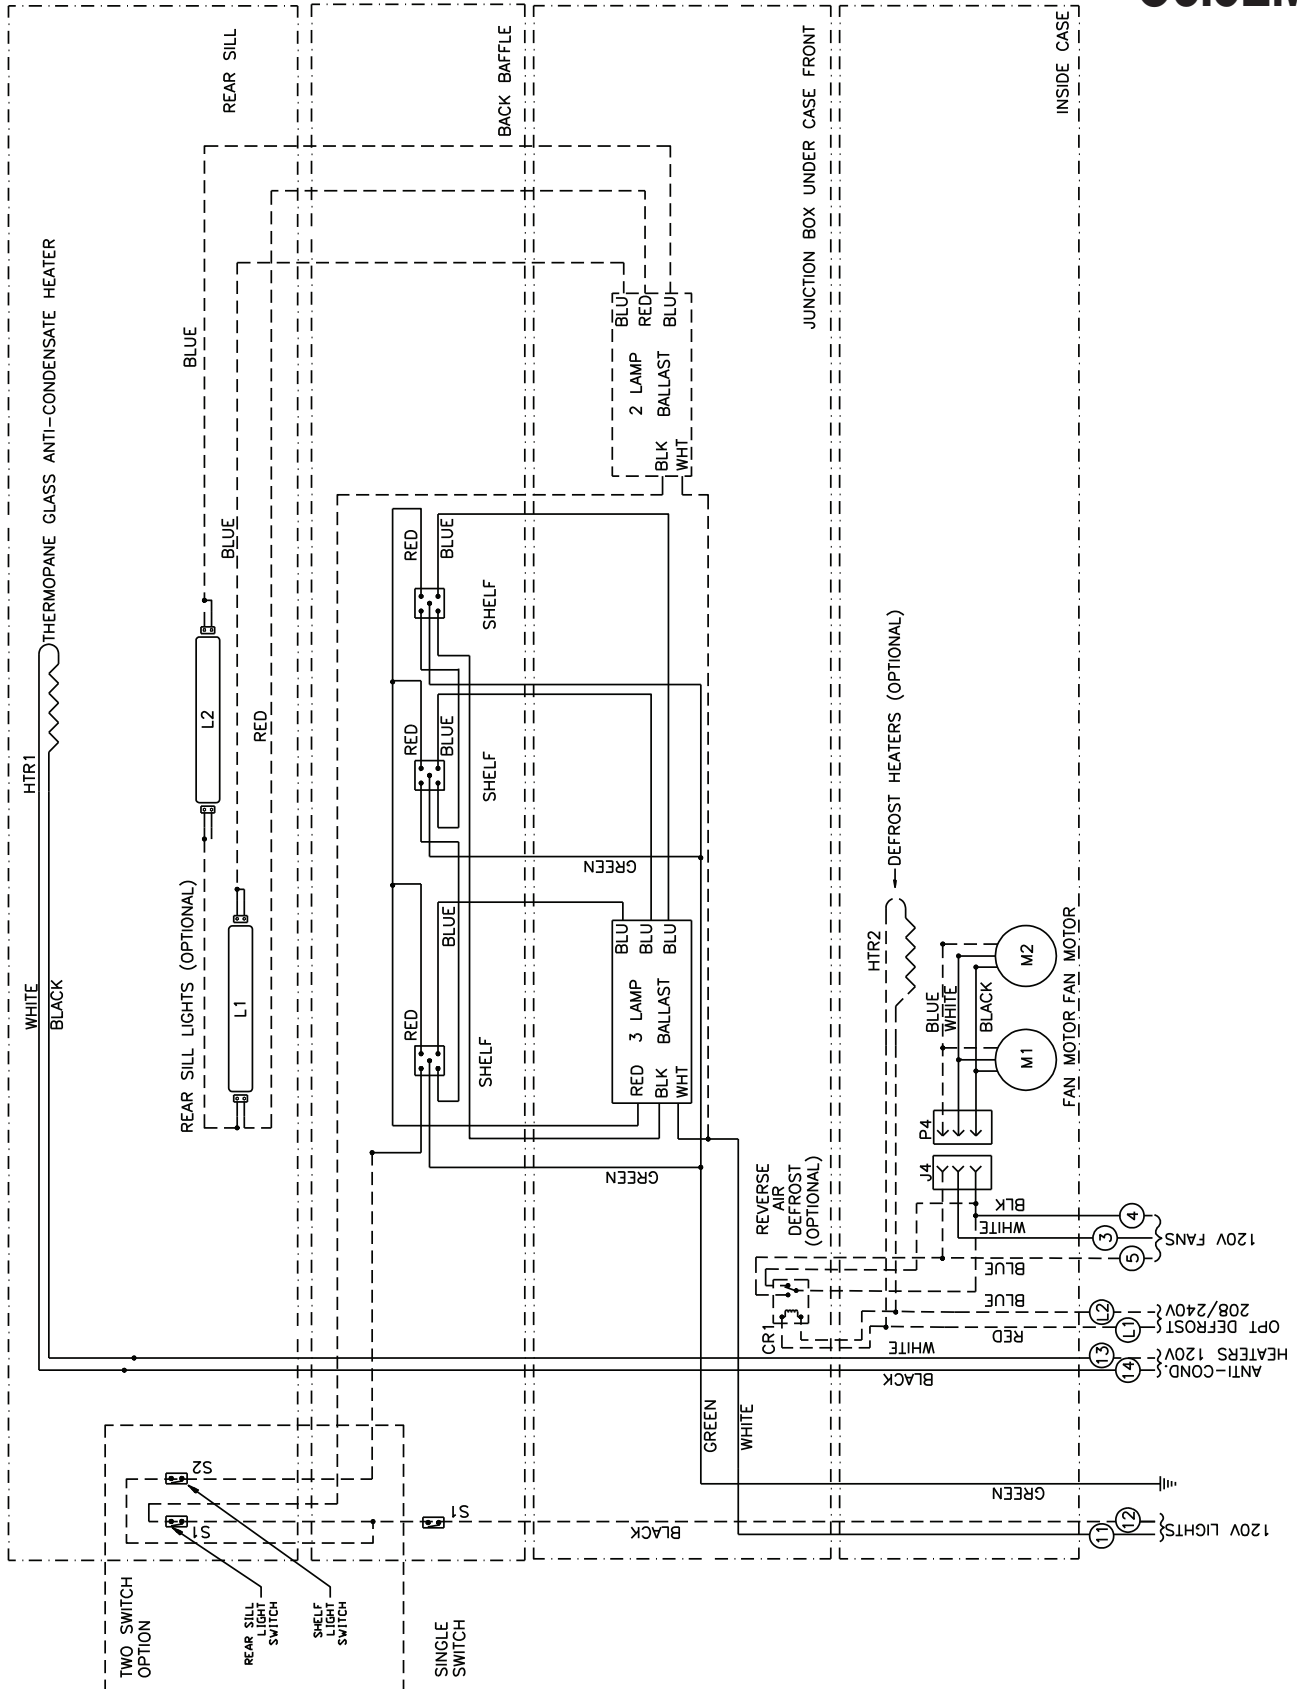 REAR SILL
BACK BAFFLE
JUNCTION BOX UNDER CASE FRONT
INSIDE CASE
THERMOPANE GLASS ANTI-CONDENSATE HEATER
HTR1
WHITE
BLACK
BLUE
BLUE
RED
L2
L1
REAR SILL LIGHTS (OPTIONAL)
BLU
RED
BLU
2 LAMP
BALLAST
BLK
WHT
RED
BLUE
SHELF
RED
BLUE
SHELF
GREEN
BLUE
RED
SHELF
GREEN
BLU
BLU
BLU
3 LAMP
BALLAST
RED
BLK
WHT
DEFROST HEATERS (OPTIONAL)
HTR2
BLUE
WHITE
BLACK
M2
FAN MOTOR
M1
FAN MOTOR
P4
J4
REVERSE
AIR
DEFROST
(OPTIONAL)
CR1
BLK
WHITE
BLUE
BLUE
RED
WHITE
BLACK
4
3
5
120V FANS
L2
L1
OPT DEFROST
208/240V
13
14
ANTI-COND.
HEATERS 120V
GREEN
WHITE
GREEN
BLACK
12
11
120V LIGHTS
S2
S1
S1
REAR SILL
LIGHT
SWITCH
SHELF
LIGHT
SWITCH
TWO SWITCH
OPTION
SINGLE
SWITCH